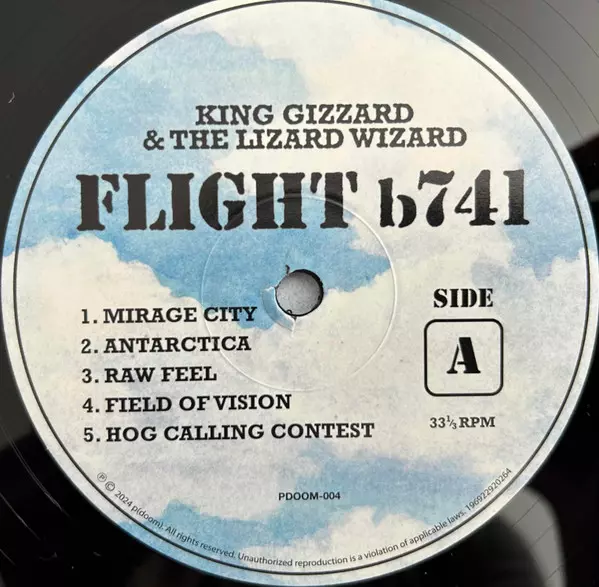 KING GIZZARD
& THE LIZARD WIZARD
FLIGHT b741
1. MIRAGE CITY
2. ANTARCTICA
3. RAW FEEL
4. FIELD OF VISION
5. HOG CALLING CONTEST
SIDE
A
33⅓ RPM
PDOOM-004
℗ © 2024 p(doom). All rights reserved. Unauthorized reproduction is a violation of applicable laws. 196922920264